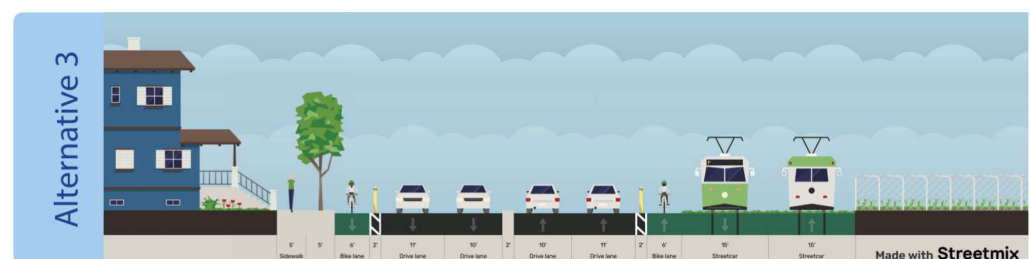 Alternative 3
5' 5' 6' 2' 11' 10' 2' 10' 11' 2' 6' 15' 15'
Sidewalk Bike lane Drive lane Drive lane Drive lane Drive lane Bike lane Streetcar Streetcar
Made with Streetmix